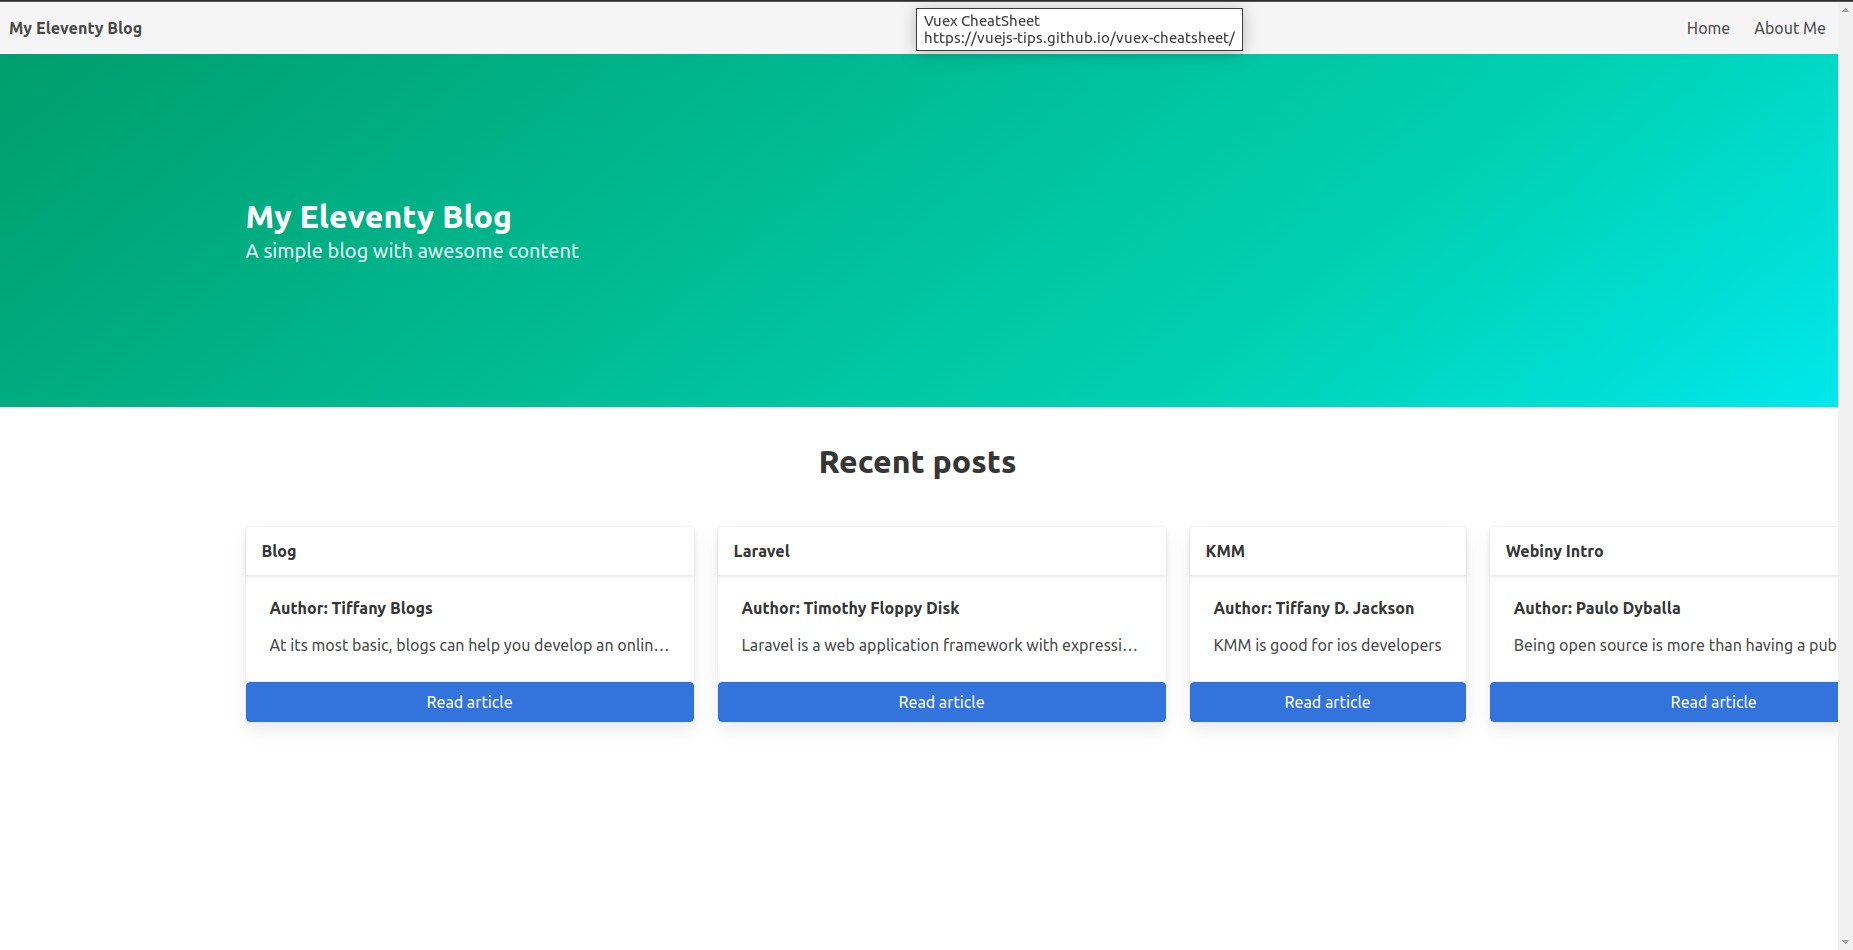 My Eleventy Blog
Vuex CheatSheet
https://vuejs-tips.github.io/vuex-cheatsheet/
Home
About Me
My Eleventy Blog
A simple blog with awesome content
Recent posts
Blog
Author: Tiffany Blogs
At its most basic, blogs can help you develop an onlin…
Read article
Laravel
Author: Timothy Floppy Disk
Laravel is a web application framework with expressi…
Read article
KMM
Author: Tiffany D. Jackson
KMM is good for ios developers
Read article
Webiny Intro
Author: Paulo Dyballa
Being open source is more than having a pub
Read article